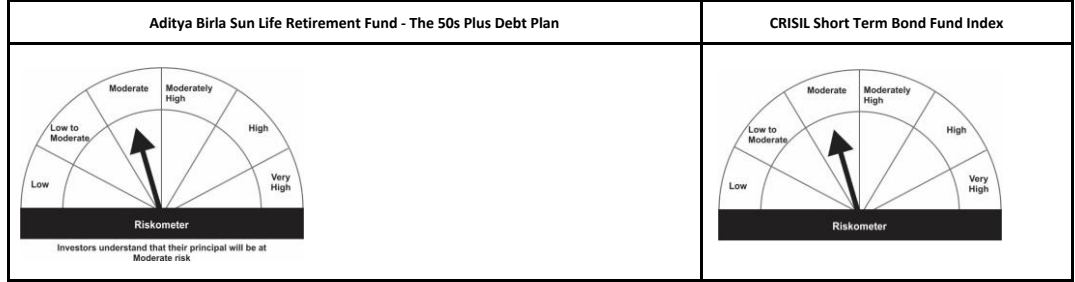 Aditya Birla Sun Life Retirement Fund - The 50s Plus Debt Plan
CRISIL Short Term Bond Fund Index
Moderate
Moderately
High
Low to
Moderate
High
Low
Very
High
Riskometer
Investors understand that their principal will be at
Moderate risk
Moderate
Moderately
High
Low to
Moderate
High
Low
Very
High
Riskometer